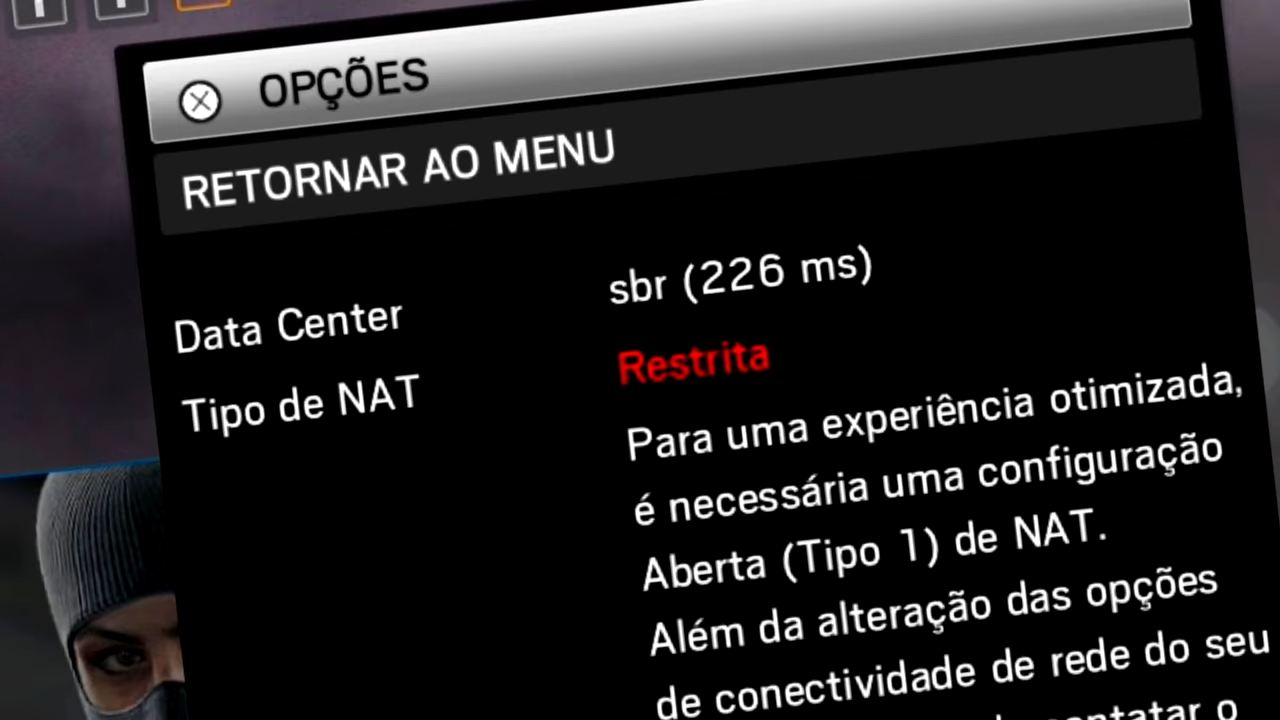 OPÇÕES
RETORNAR AO MENU
Data Center
sbr (226 ms)
Tipo de NAT
Restrita
Para uma experiência otimizada,
é necessária uma configuração
Aberta (Tipo 1) de NAT.
Além da alteração das opções
de conectividade de rede do seu
o